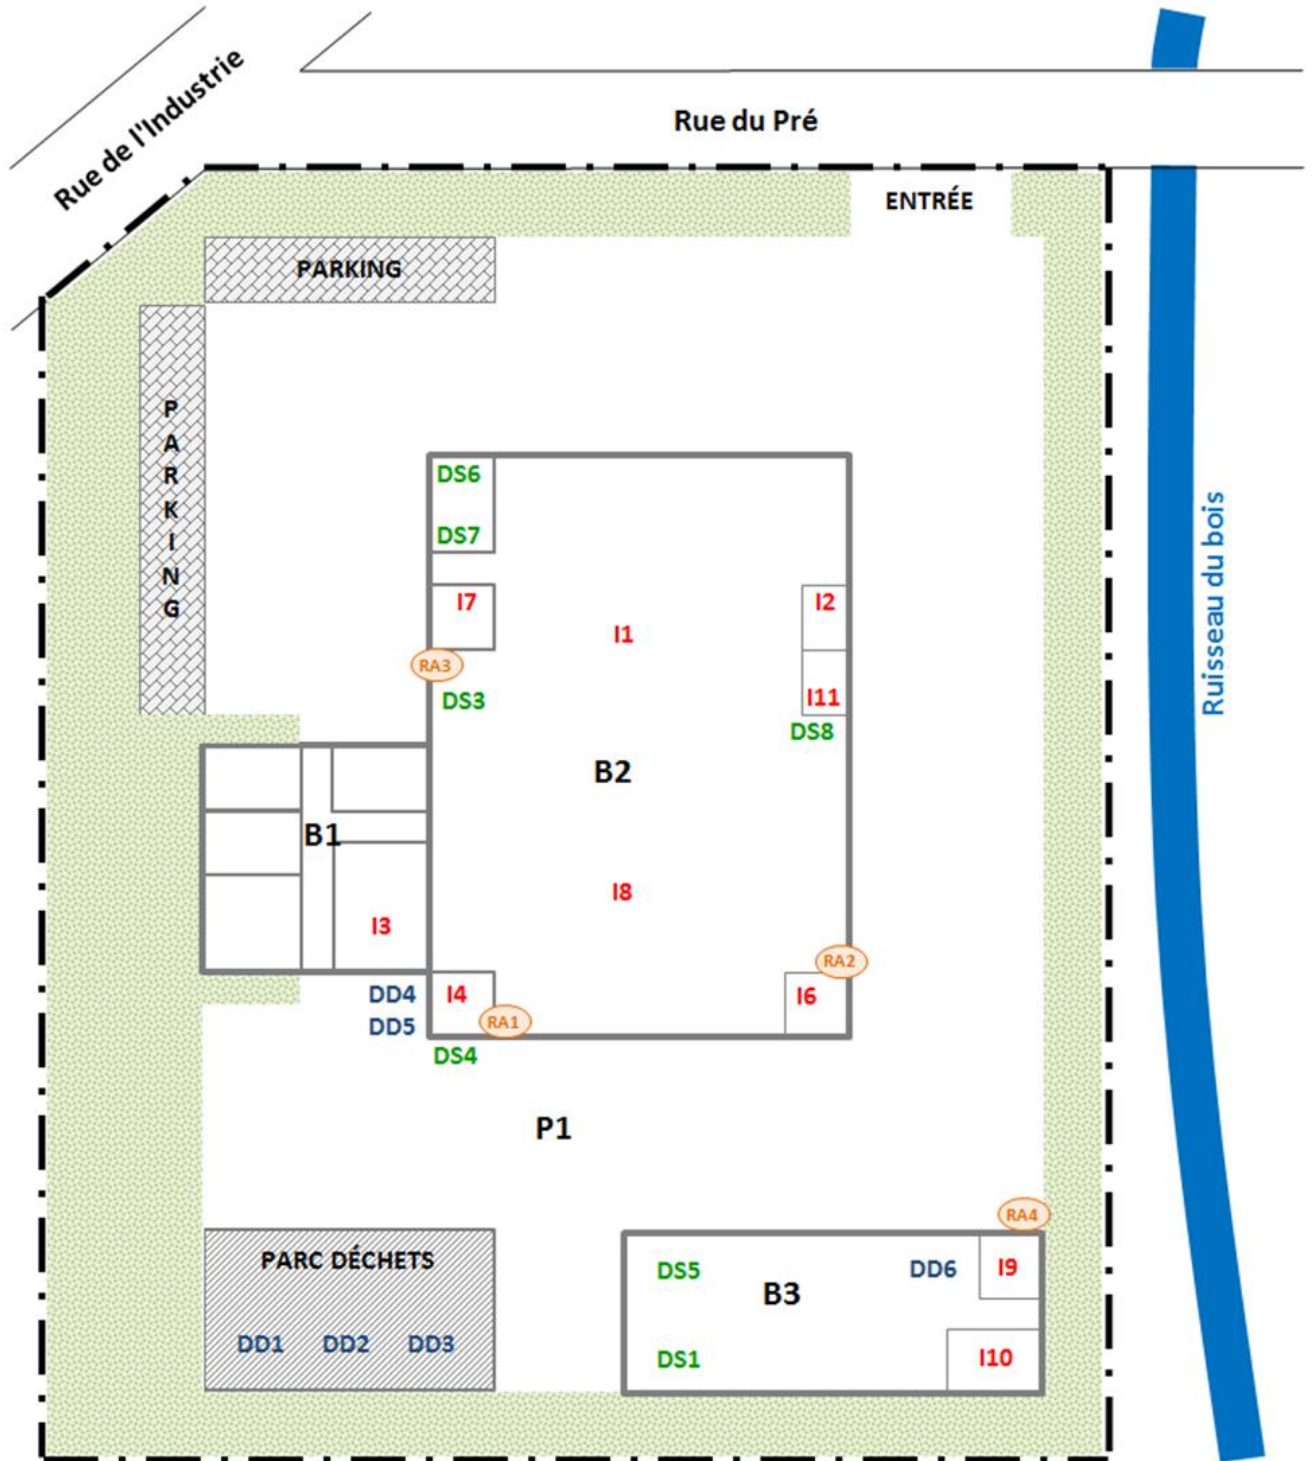 Rue de l'Industrie
Rue du Pré
ENTRÉE
PARKING
P
A
R
K
I
N
G
DS6
DS7
I7
I1
I2
RA3
DS3
I11
DS8
Ruisseau du bois
B2
B1
I8
I3
RA2
DD4
I4
I6
DD5
RA1
DS4
P1
RA4
PARC DÉCHETS
DS5
DD6
I9
B3
DD1 DD2 DD3
DS1
I10